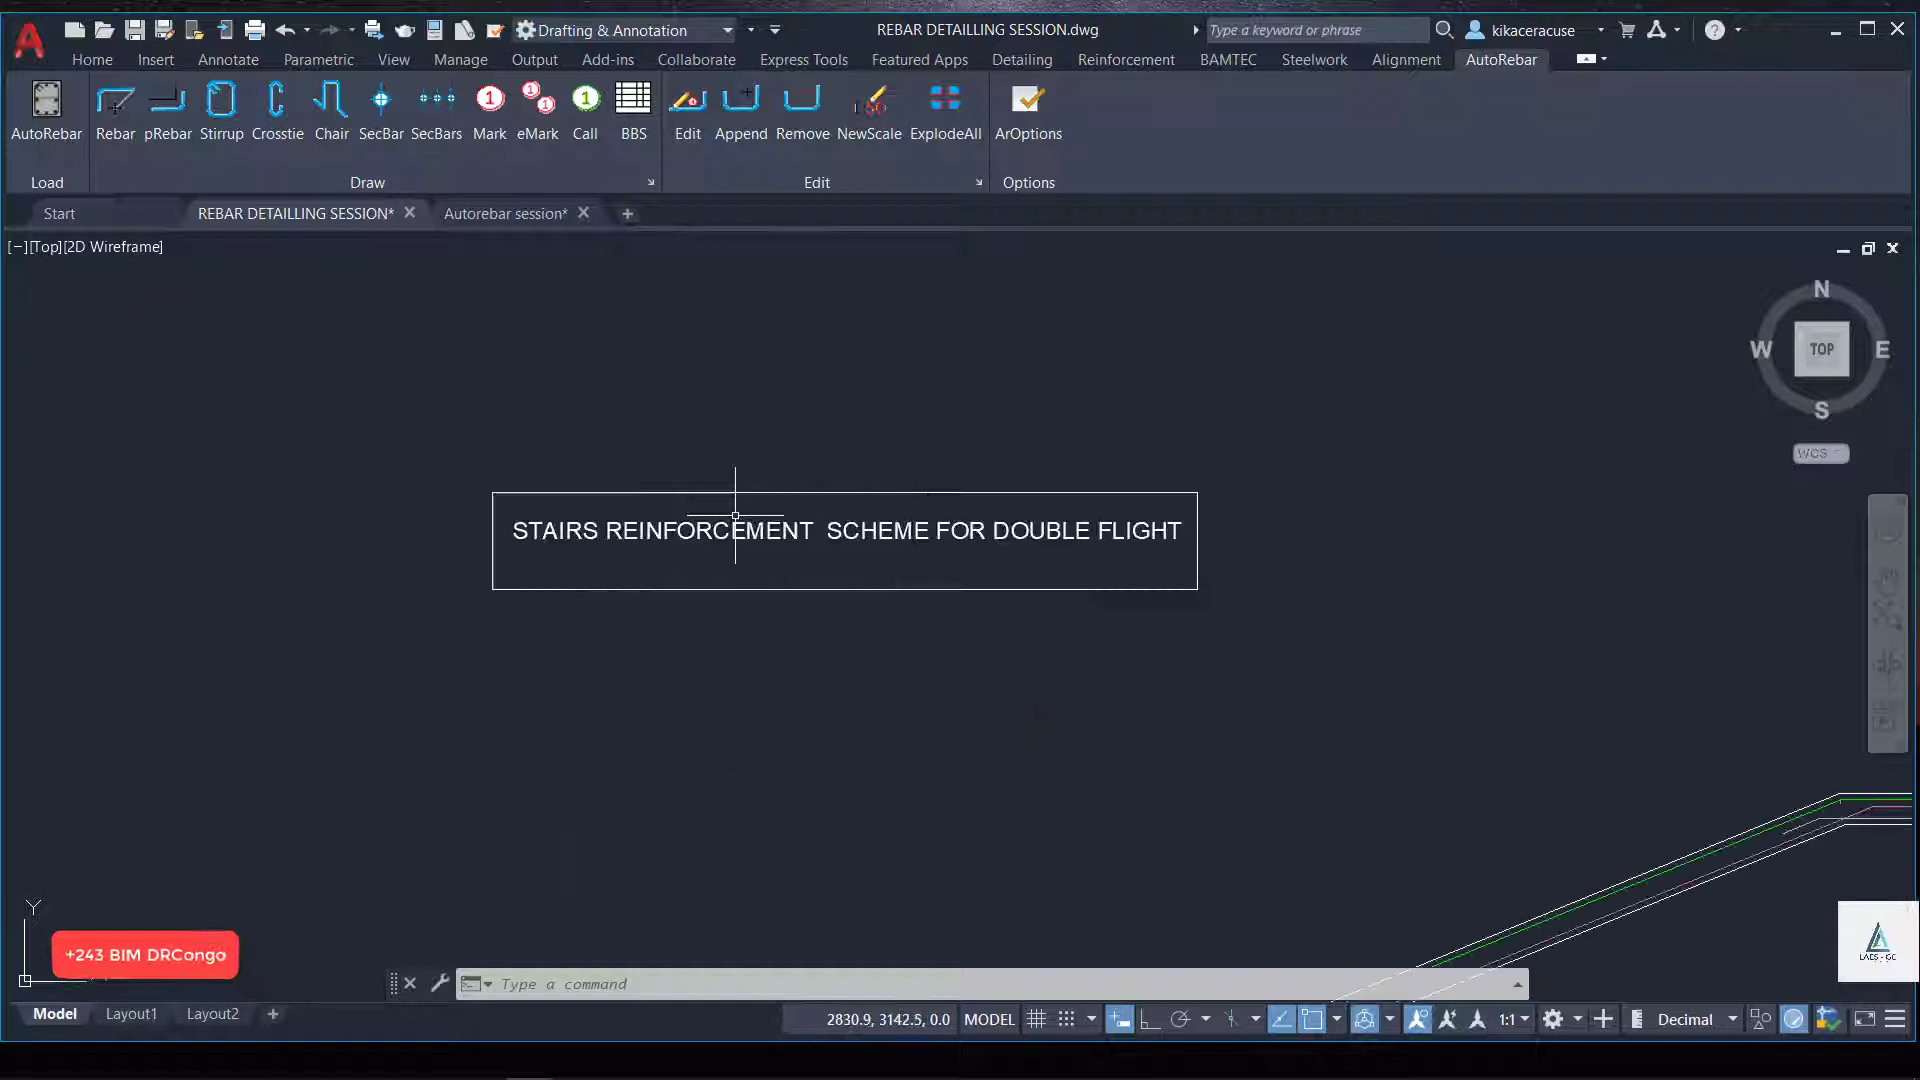 Drafting & Annotation
REBAR DETAILLING SESSION.dwg
Type a keyword or phrase
kikaceracuse
Home Insert Annotate Parametric View Manage Output Add-ins Collaborate Express Tools Featured Apps Detailing Reinforcement BAMTEC Steelwork Alignment AutoRebar
AutoRebar Rebar pRebar Stirrup Crosstie Chair SecBar SecBars Mark eMark Call BBS Edit Append Remove NewScale ExplodeAll ArOptions
Load Draw Edit Options
Start REBAR DETAILLING SESSION* Autorebar session*
[−][Top][2D Wireframe]
N
W TOP E
S
WCS
STAIRS REINFORCEMENT  SCHEME FOR DOUBLE FLIGHT
Y
+243 BIM DRCongo
LAES - GC
Type a command
Model Layout1 Layout2
2830.9, 3142.5, 0.0 MODEL 1:1 Decimal